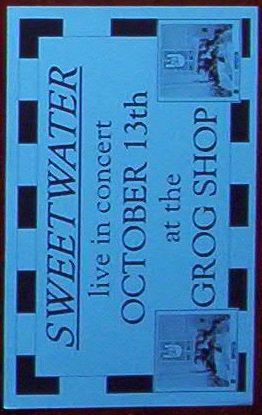 SWEETWATER
live in concert
OCTOBER 13th
at the
GROG SHOP